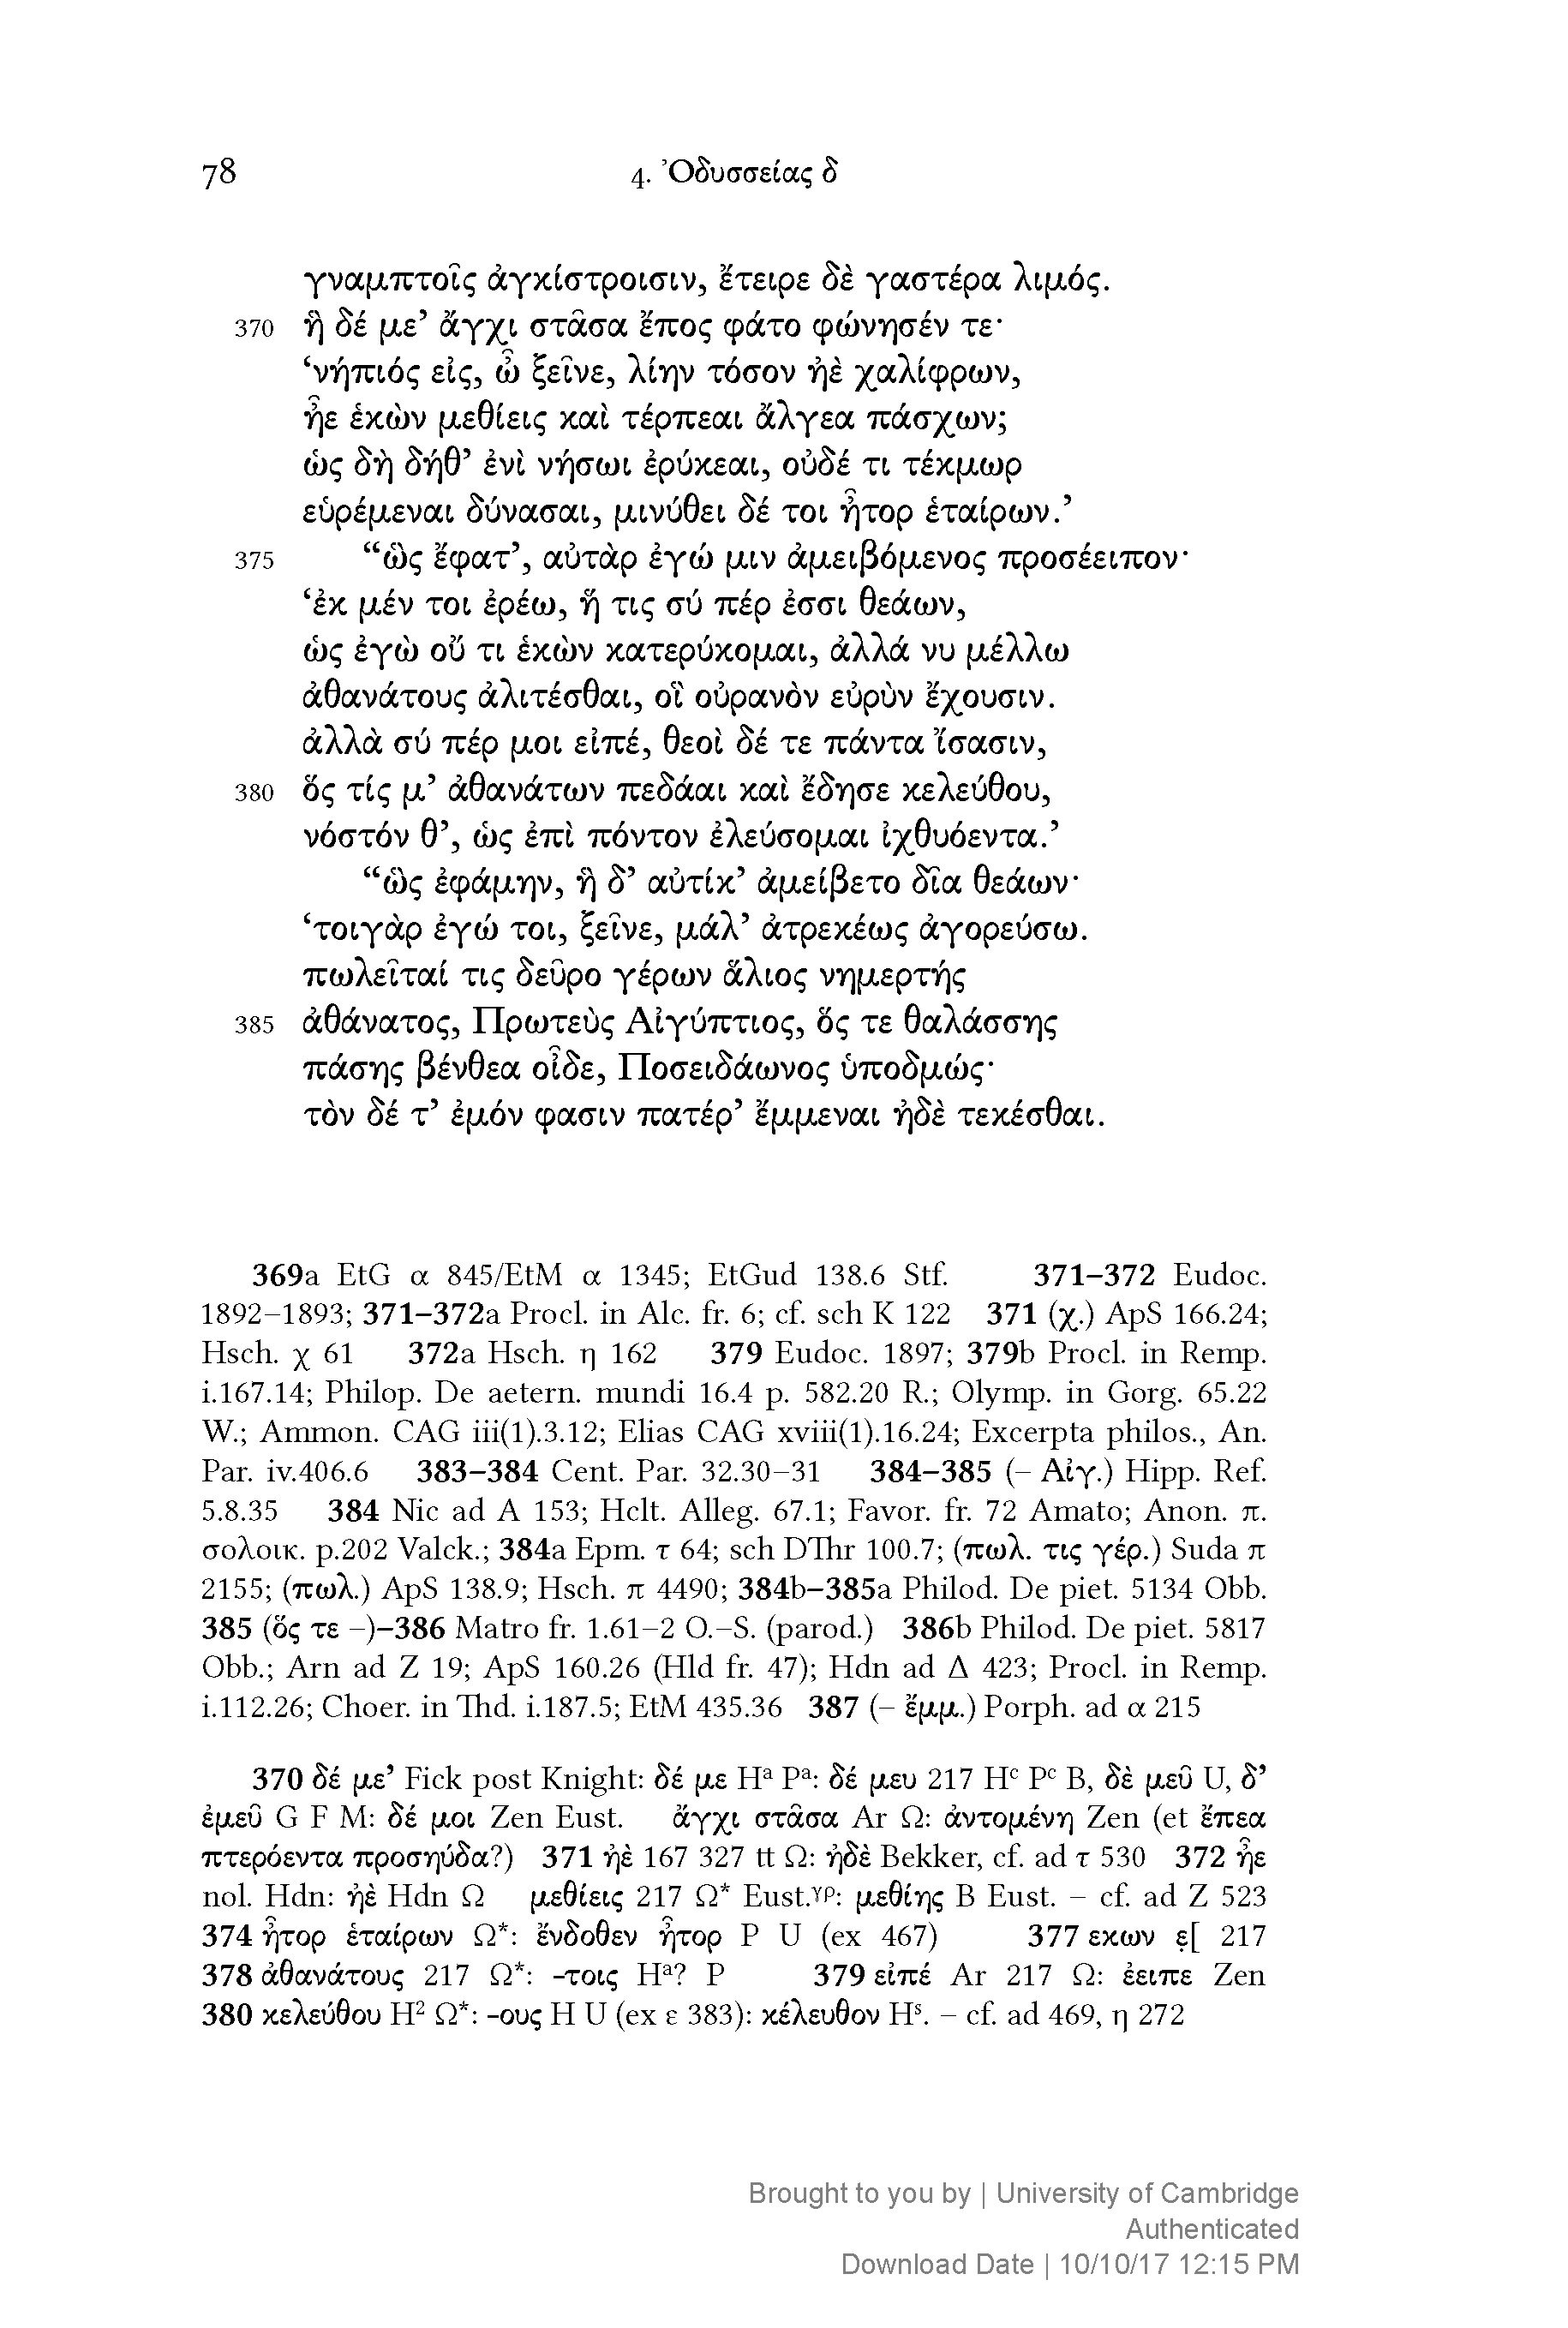 78
4. Ὀδυσσείας δ
γναμπτοῖς ἀγκίστροισιν, ἔτειρε δὲ γαστέρα λιμός.
370 ἣ δέ με’ ἄγχι στᾶσα ἔπος φάτο φώνησέν τε·
‘νήπιός εἰς, ὦ ξεῖνε, λίην τόσον ἠὲ χαλίφρων,
ἦε ἑκὼν μεθίεις καὶ τέρπεαι ἄλγεα πάσχων;
ὡς δὴ δήθ’ ἐνὶ νήσωι ἐρύκεαι, οὐδέ τι τέκμωρ
εὑρέμεναι δύνασαι, μινύθει δέ τοι ἦτορ ἑταίρων.’
375 “ὣς ἔφατ’, αὐτὰρ ἐγώ μιν ἀμειβόμενος προσέειπον·
‘ἐκ μέν τοι ἐρέω, ἥ τις σύ πέρ ἐσσι θεάων,
ὡς ἐγὼ οὔ τι ἑκὼν κατερύκομαι, ἀλλά νυ μέλλω
ἀθανάτους ἀλιτέσθαι, οἳ οὐρανὸν εὐρὺν ἔχουσιν.
ἀλλὰ σύ πέρ μοι εἰπέ, θεοὶ δέ τε πάντα ἴσασιν,
380 ὅς τίς μ’ ἀθανάτων πεδάαι καὶ ἔδησε κελεύθου,
νόστόν θ’, ὡς ἐπὶ πόντον ἐλεύσομαι ἰχθυόεντα.’
“ὣς ἐφάμην, ἣ δ’ αὐτίκ’ ἀμείβετο δῖα θεάων·
‘τοιγὰρ ἐγώ τοι, ξεῖνε, μάλ’ ἀτρεκέως ἀγορεύσω.
πωλεῖταί τις δεῦρο γέρων ἅλιος νημερτής
385 ἀθάνατος, Πρωτεὺς Αἰγύπτιος, ὅς τε θαλάσσης
πάσης βένθεα οἶδε, Ποσειδάωνος ὑποδμώς·
τὸν δέ τ’ ἐμόν φασιν πατέρ’ ἔμμεναι ἠδὲ τεκέσθαι.
369a EtG α 845/EtM α 1345; EtGud 138.6 Stf. 371–372 Eudoc.
1892–1893; 371–372a Procl. in Alc. fr. 6; cf. sch K 122 371 (χ.) ApS 166.24;
Hsch. χ 61 372a Hsch. η 162 379 Eudoc. 1897; 379b Procl. in Remp.
i.167.14; Philop. De aetern. mundi 16.4 p. 582.20 R.; Olymp. in Gorg. 65.22
W.; Ammon. CAG iii(1).3.12; Elias CAG xviii(1).16.24; Excerpta philos., An.
Par. iv.406.6 383–384 Cent. Par. 32.30–31 384–385 (– Αἰγ.) Hipp. Ref.
5.8.35 384 Nic ad A 153; Hclt. Alleg. 67.1; Favor. fr. 72 Amato; Anon. π.
σολοικ. p.202 Valck.; 384a Epm. τ 64; sch DThr 100.7; (πωλ. τις γέρ.) Suda π
2155; (πωλ.) ApS 138.9; Hsch. π 4490; 384b–385a Philod. De piet. 5134 Obb.
385 (ὅς τε –)–386 Matro fr. 1.61–2 O.–S. (parod.) 386b Philod. De piet. 5817
Obb.; Arn ad Z 19; ApS 160.26 (Hld fr. 47); Hdn ad Δ 423; Procl. in Remp.
i.112.26; Choer. in Thd. i.187.5; EtM 435.36 387 (– ἔμμ.) Porph. ad α 215
370 δέ με’ Fick post Knight: δέ με Hᵃ Pᵃ: δέ μευ 217 Hᶜ Pᶜ B, δὲ μεῦ U, δ’
ἐμεῦ G F M: δέ μοι Zen Eust. ἄγχι στᾶσα Ar Ω: ἀντομένη Zen (et ἔπεα
πτερόεντα προσηύδα?) 371 ἠὲ 167 327 tt Ω: ἠδὲ Bekker, cf. ad τ 530 372 ἦε
nol. Hdn: ἠὲ Hdn Ω μεθίεις 217 Ω* Eust.ᵞᵖ: μεθίης B Eust. – cf. ad Z 523
374 ἦτορ ἑταίρων Ω*: ἔνδοθεν ἦτορ P U (ex 467) 377 εκων ε̣[ 217
378 ἀθανάτους 217 Ω*: -τοις Hᵃ? P 379 εἰπέ Ar 217 Ω: ἐειπε Zen
380 κελεύθου H² Ω*: -ους H U (ex ε 383): κέλευθον Hˢ. – cf. ad 469, η 272
Brought to you by | University of Cambridge
Authenticated
Download Date | 10/10/17 12:15 PM